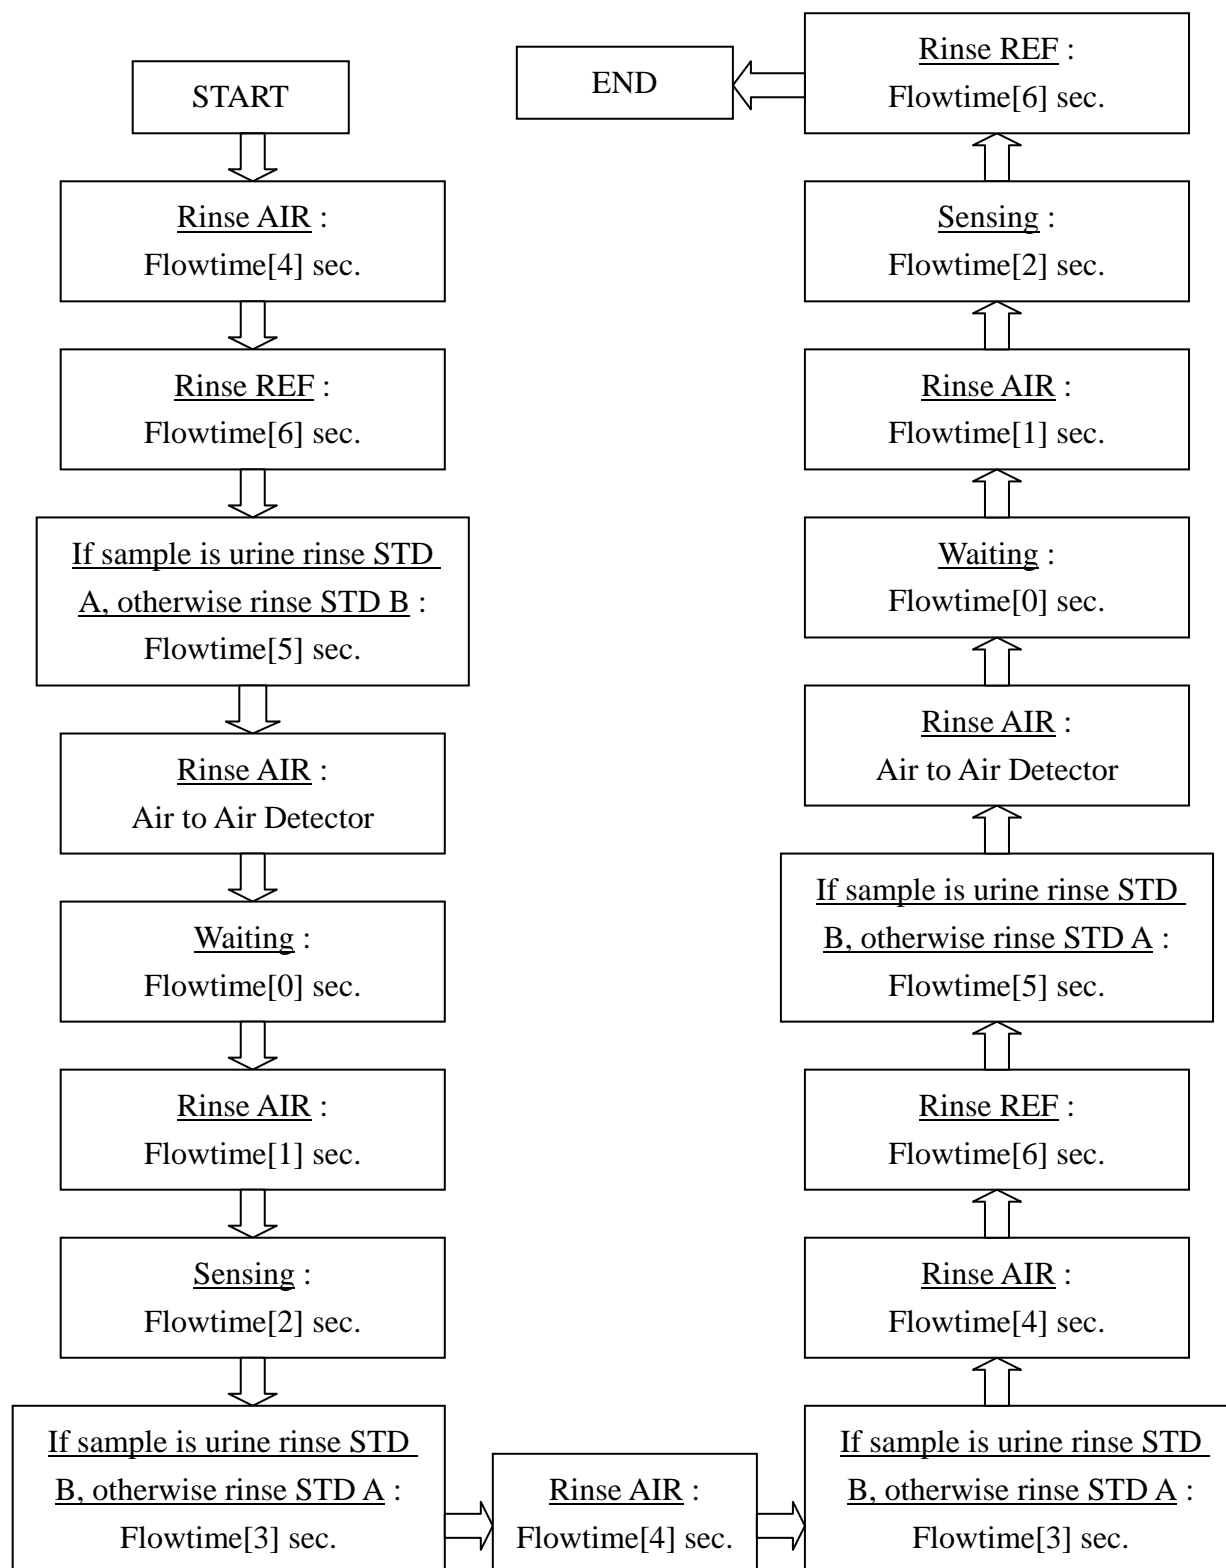 START
Rinse AIR :
Flowtime[4] sec.
Rinse REF :
Flowtime[6] sec.
If sample is urine rinse STD
A, otherwise rinse STD B :
Flowtime[5] sec.
Rinse AIR :
Air to Air Detector
Waiting :
Flowtime[0] sec.
Rinse AIR :
Flowtime[1] sec.
Sensing :
Flowtime[2] sec.
If sample is urine rinse STD
B, otherwise rinse STD A :
Flowtime[3] sec.
Rinse AIR :
Flowtime[4] sec.
If sample is urine rinse STD
B, otherwise rinse STD A :
Flowtime[3] sec.
Rinse AIR :
Flowtime[4] sec.
Rinse REF :
Flowtime[6] sec.
If sample is urine rinse STD
B, otherwise rinse STD A :
Flowtime[5] sec.
Rinse AIR :
Air to Air Detector
Waiting :
Flowtime[0] sec.
Rinse AIR :
Flowtime[1] sec.
Sensing :
Flowtime[2] sec.
Rinse REF :
Flowtime[6] sec.
END